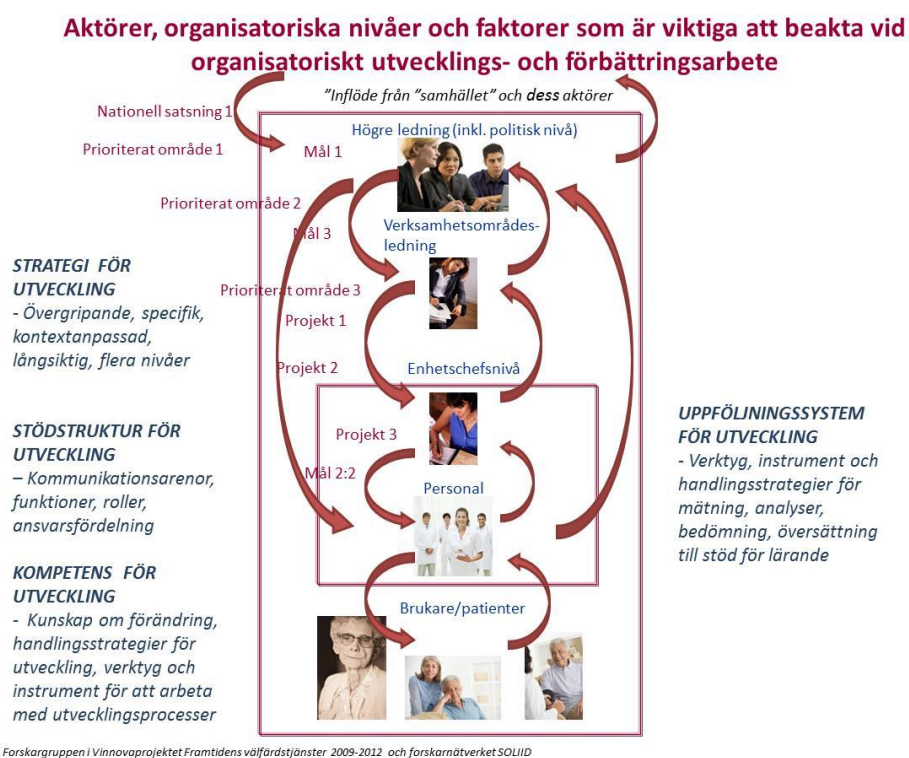 Aktörer, organisatoriska nivåer och faktorer som är viktiga att beakta vid
organisatoriskt utvecklings- och förbättringsarbete
”Inflöde från ”samhället” och dess aktörer
Nationell satsning 1
Högre ledning (inkl. politisk nivå)
Prioriterat område 1
Mål 1
Prioriterat område 2
Mål 3
Verksamhetsområdes-
ledning
STRATEGI FÖR
UTVECKLING
- Övergripande, specifik,
kontextanpassad,
långsiktig, flera nivåer
Prioriterat område 3
Projekt 1
Projekt 2
Enhetschefsnivå
STÖDSTRUKTUR FÖR
UTVECKLING
– Kommunikationsarenor,
funktioner, roller,
ansvarsfördelning
Projekt 3
Mål 2:2
Personal
UPPFÖLJNINGSSYSTEM
FÖR UTVECKLING
- Verktyg, instrument och
handlingsstrategier för
mätning, analyser,
bedömning, översättning
till stöd för lärande
KOMPETENS FÖR
UTVECKLING
- Kunskap om förändring,
handlingsstrategier för
utveckling, verktyg och
instrument för att arbeta
med utvecklingsprocesser
Brukare/patienter
Forskargruppen i Vinnovaprojektet Framtidens välfärdstjänster 2009-2012 och forskarnätverket SOLIID